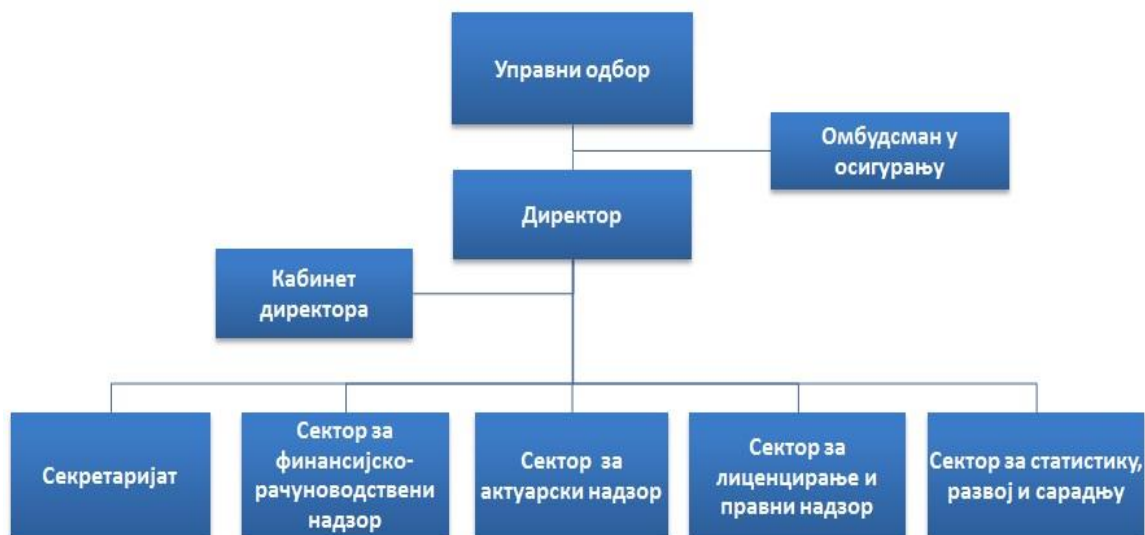 Управни одбор
Омбудсман у
осигурању
Директор
Кабинет
директора
Секретаријат
Сектор за
финансијско-
рачуноводствени
надзор
Сектор за
актуарски надзор
Сектор за
лиценцирање и
правни надзор
Сектор за статистику,
развој и сарадњу